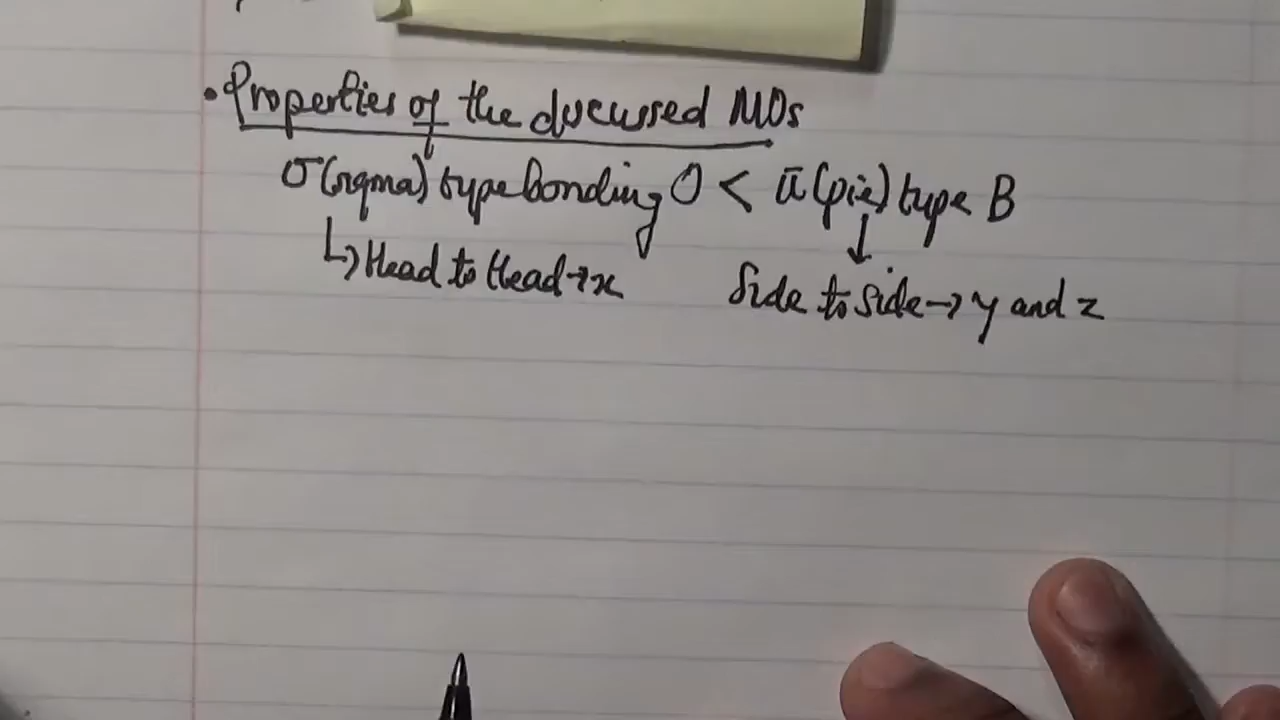 • Properties of the discussed MOs
σ(sigma) type bonding O < π(pie) type B
↳ Head to Head → x
↓
Side to Side → y and z